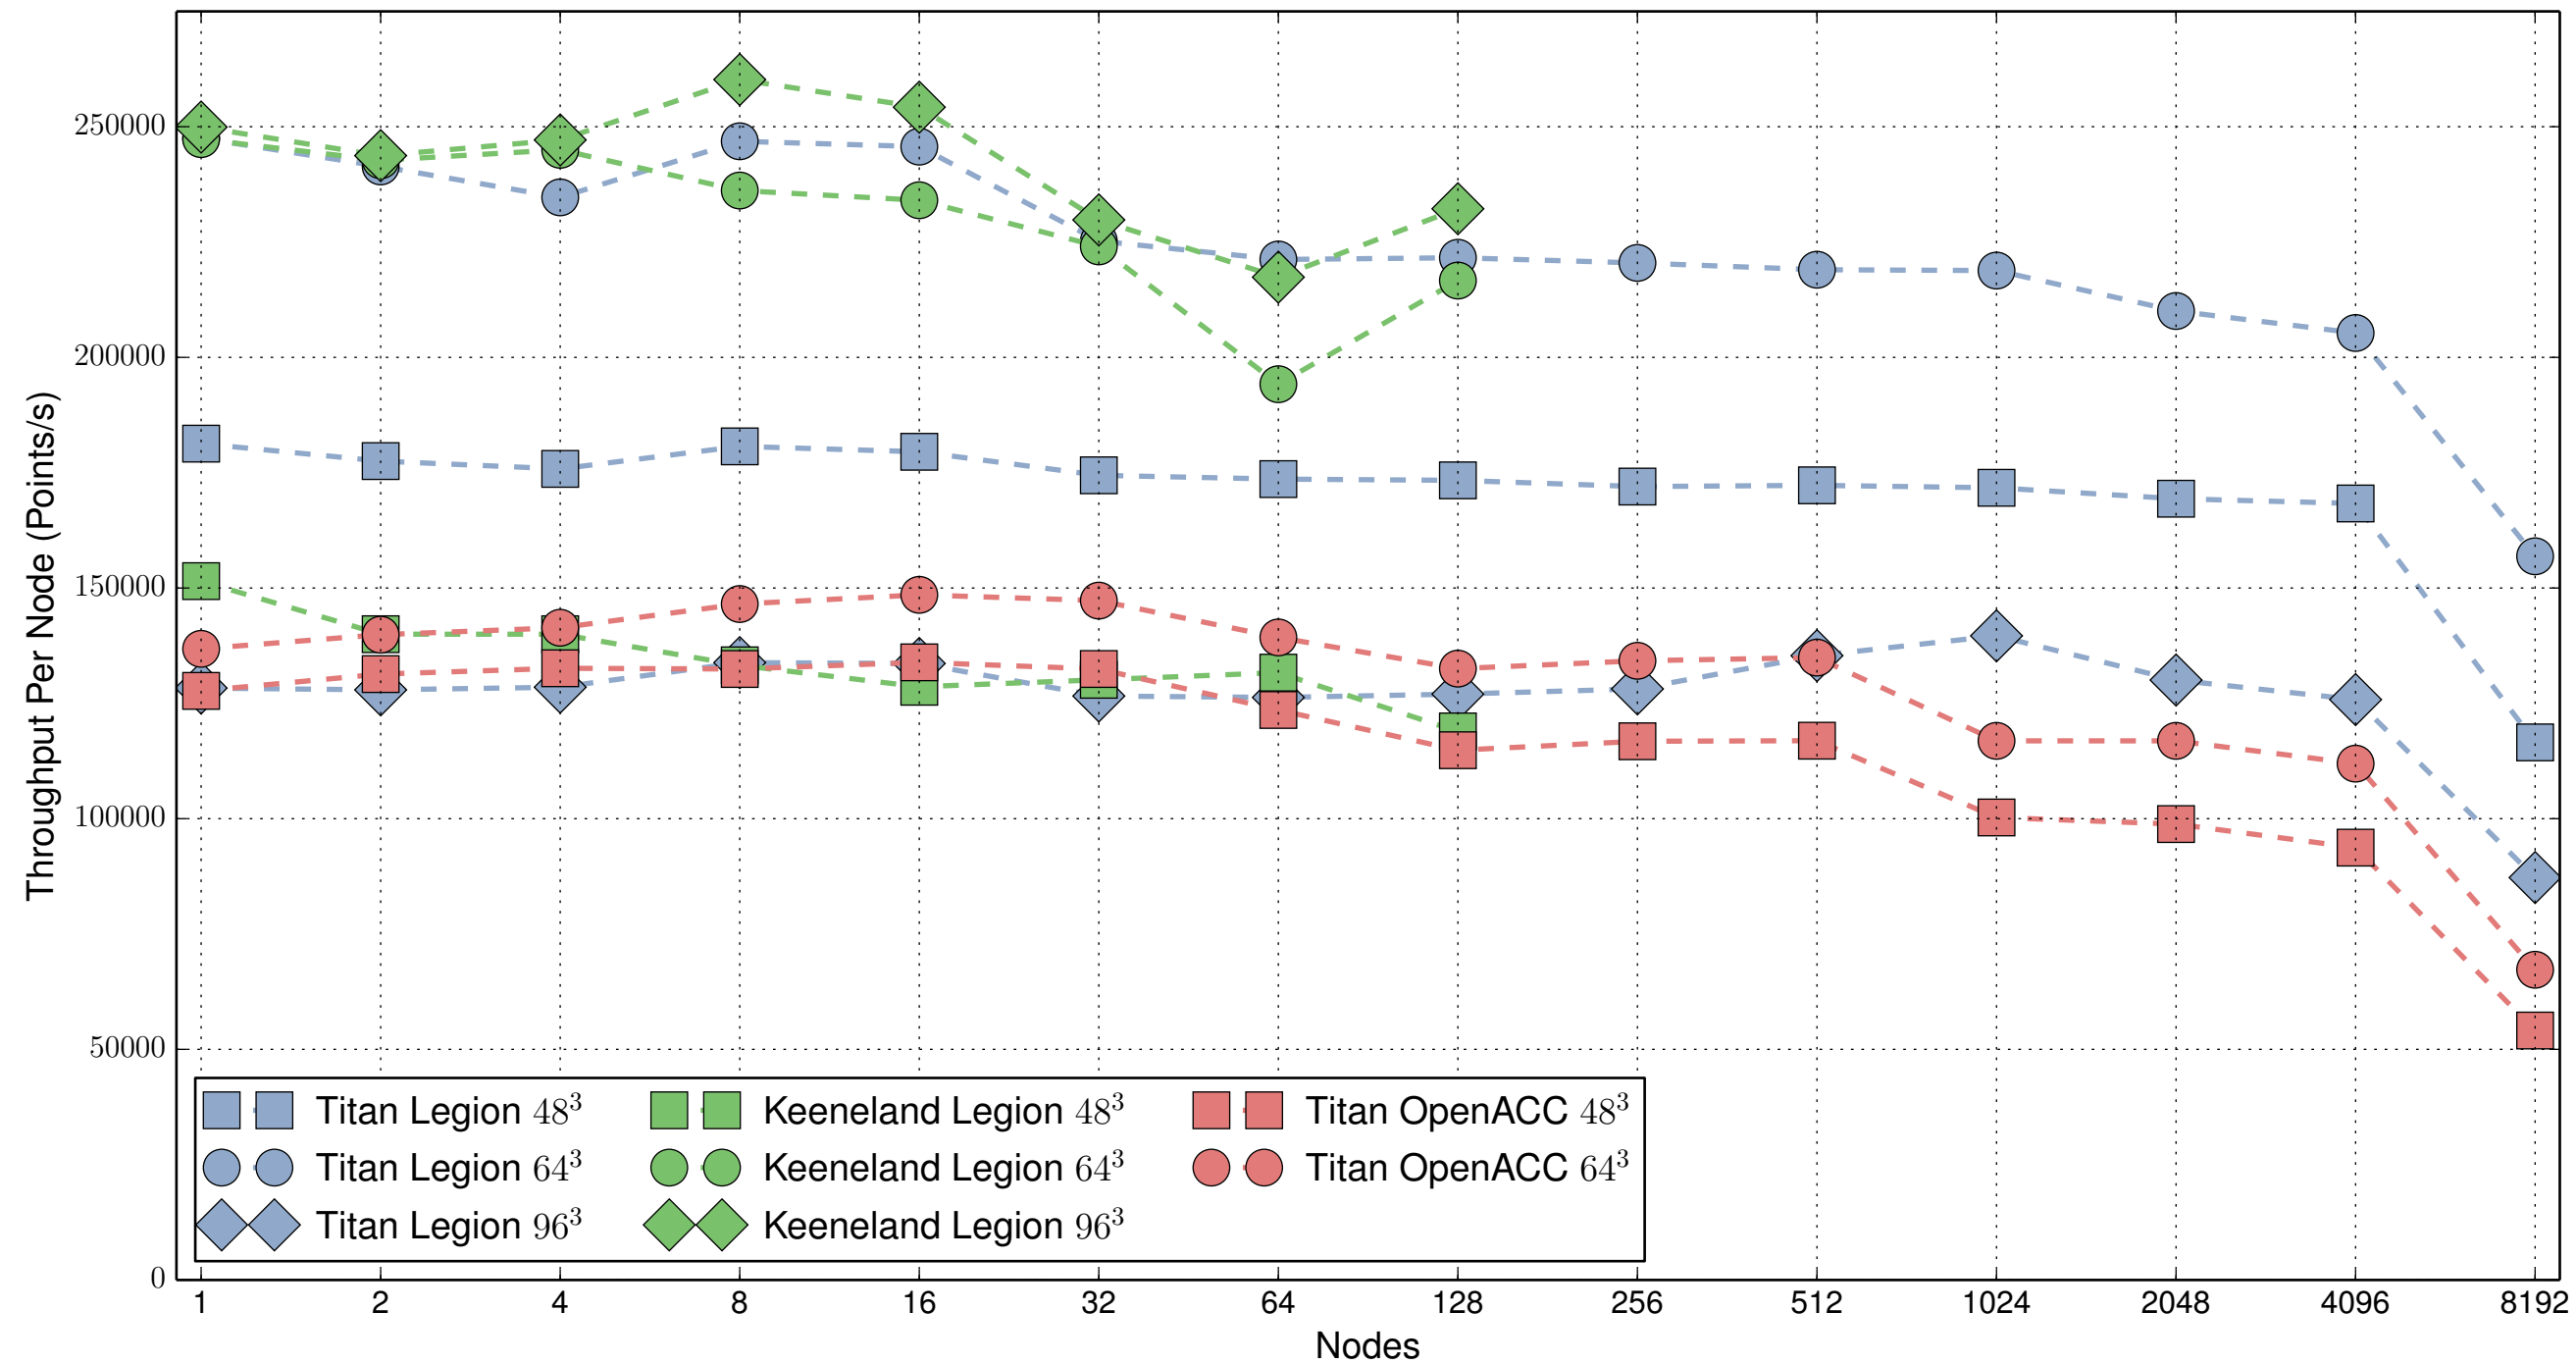 250000
200000
150000
100000
50000
0
Throughput Per Node (Points/s)
Titan Legion 48³
Titan Legion 64³
Titan Legion 96³
Keeneland Legion 48³
Keeneland Legion 64³
Keeneland Legion 96³
Titan OpenACC 48³
Titan OpenACC 64³
1 2 4 8 16 32 64 128 256 512 1024 2048 4096 8192
Nodes